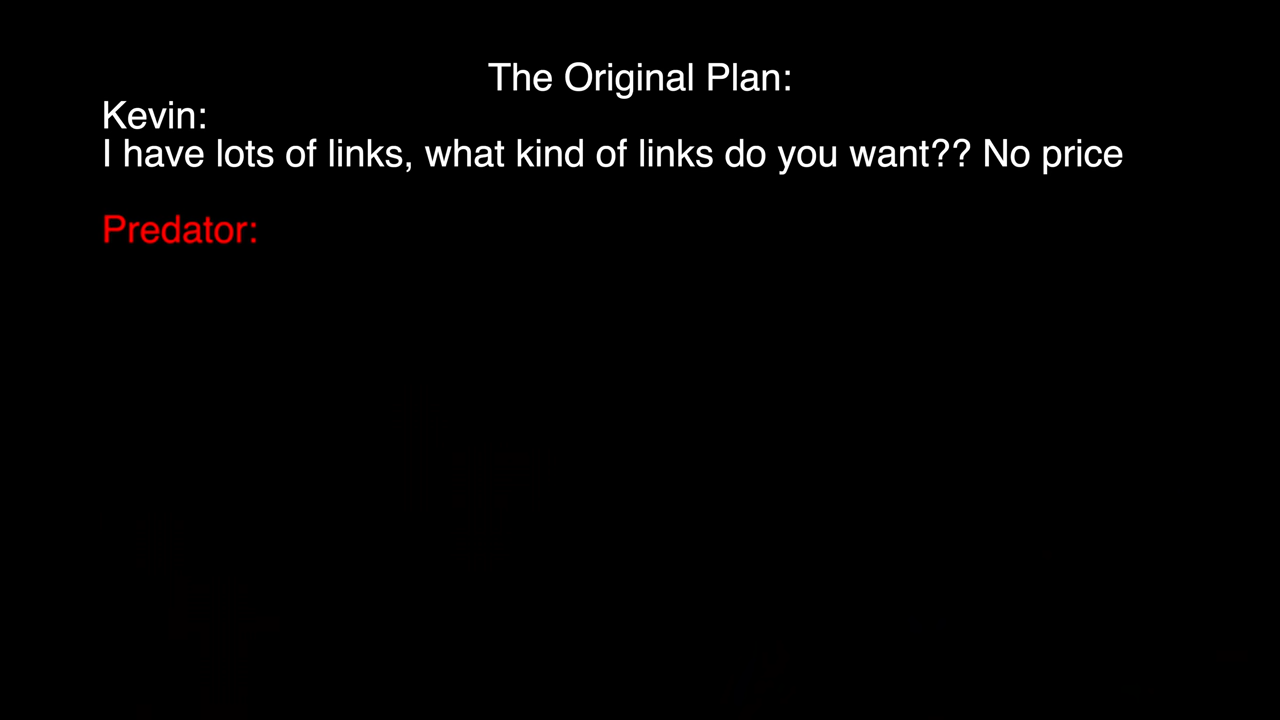 The Original Plan:
Kevin:
I have lots of links, what kind of links do you want?? No price
Predator: